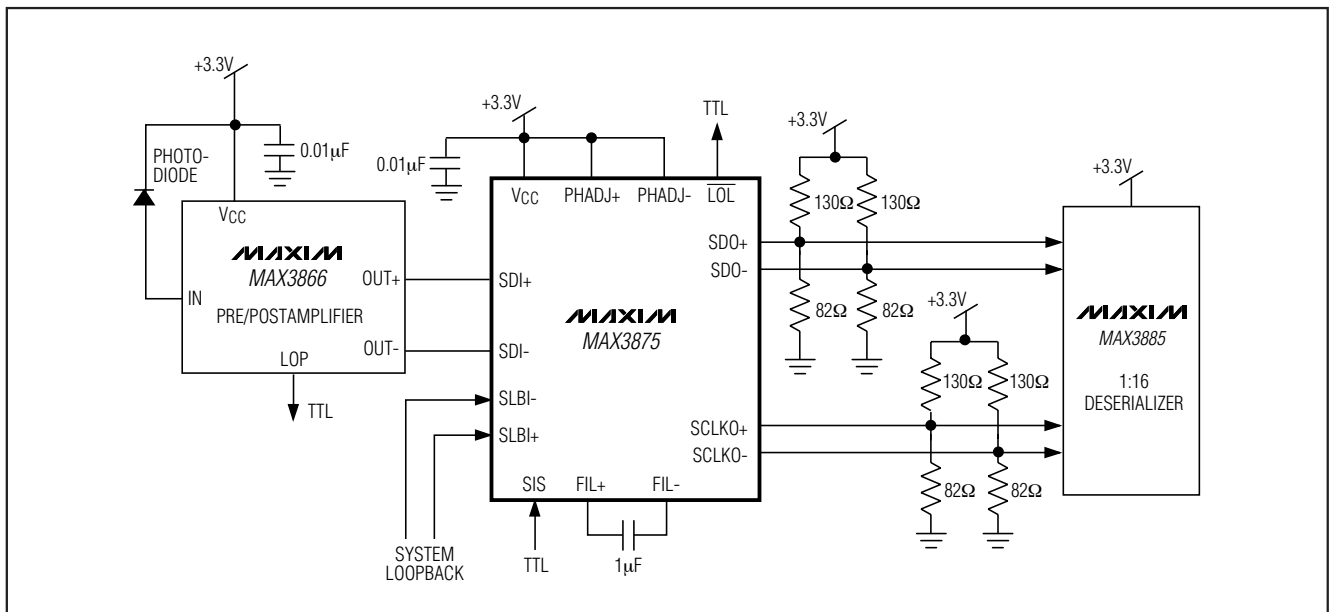 +3.3V
PHOTO-
DIODE
0.01μF
VCC
MAXIM
MAX3866
PRE/POSTAMPLIFIER
IN
OUT+
OUT-
LOP
TTL
+3.3V
0.01μF
TTL
VCC
PHADJ+
PHADJ-
LOL
SDI+
SDI-
SLBI-
SLBI+
MAXIM
MAX3875
SDO+
SDO-
SCLKO+
SCLKO-
SIS
FIL+
FIL-
SYSTEM
LOOPBACK
TTL
1μF
+3.3V
130Ω
130Ω
82Ω
82Ω
+3.3V
130Ω
130Ω
82Ω
82Ω
+3.3V
MAXIM
MAX3885
1:16
DESERIALIZER